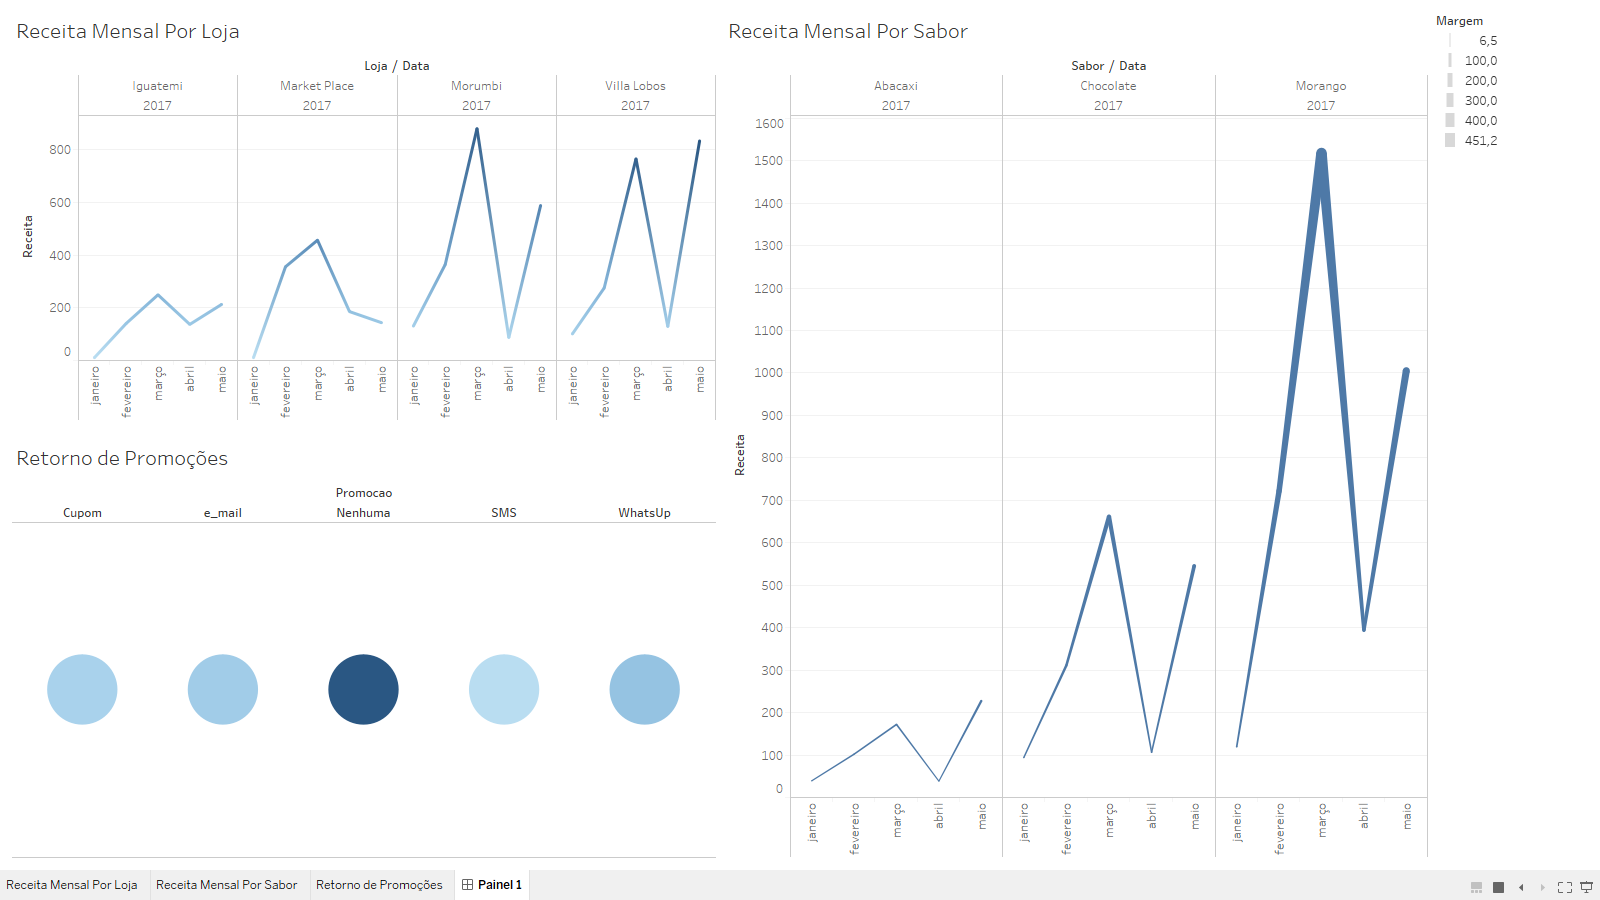 Receita Mensal Por Loja
Loja / Data
Iguatemi Market Place Morumbi Villa Lobos
2017 2017 2017 2017
800
600
400
200
0
Receita
janeiro fevereiro março abril maio janeiro fevereiro março abril maio janeiro fevereiro março abril maio janeiro fevereiro março abril maio
Retorno de Promoções
Promocao
Cupom e_mail Nenhuma SMS WhatsUp
Receita Mensal Por Sabor
Sabor / Data
Abacaxi Chocolate Morango
2017 2017 2017
1600
1500
1400
1300
1200
1100
1000
900
800
700
600
500
400
300
200
100
0
Receita
janeiro fevereiro março abril maio janeiro fevereiro março abril maio janeiro fevereiro março abril maio
Margem
6,5
100,0
200,0
300,0
400,0
451,2
Receita Mensal Por Loja Receita Mensal Por Sabor Retorno de Promoções Painel 1